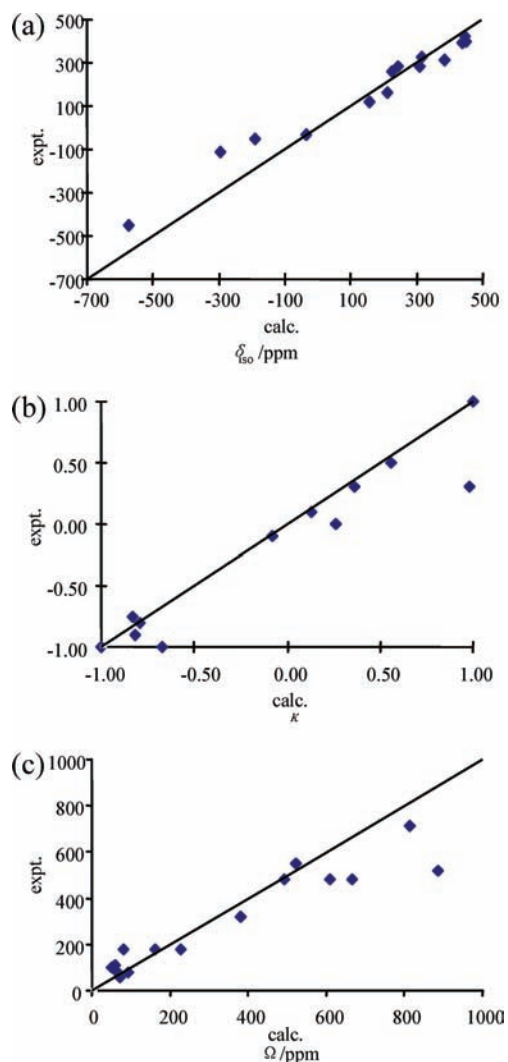 (a)
500
300
100
-100
-300
-500
-700
expt.
-700 -500 -300 -100 100 300 500
calc.
δiso /ppm
(b)
1.00
0.50
0.00
-0.50
-1.00
expt.
-1.00 -0.50 0.00 0.50 1.00
calc.
κ
(c)
1000
800
600
400
200
0
expt.
0 200 400 600 800 1000
calc.
Ω /ppm